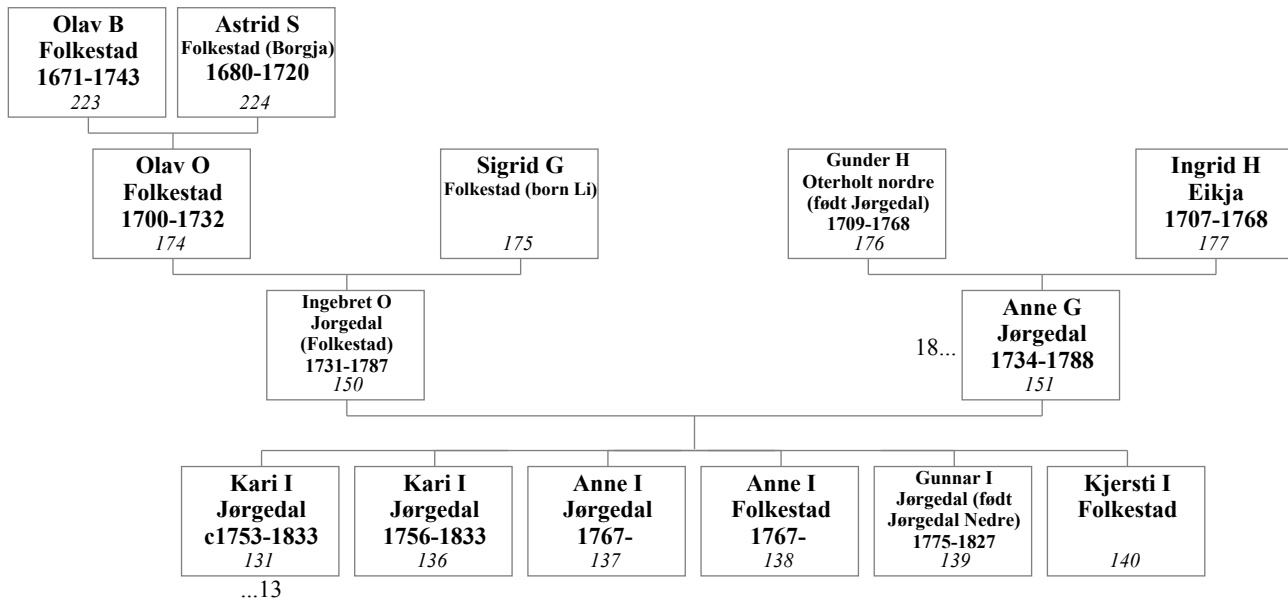 Olav B
Folkestad
1671-1743
223
Astrid S
Folkestad (Borgja)
1680-1720
224
Olav O
Folkestad
1700-1732
174
Sigrid G
Folkestad (born Li)
175
Gunder H
Oterholt nordre
(født Jørgedal)
1709-1768
176
Ingrid H
Eikja
1707-1768
177
Ingebret O
Jorgedal
(Folkestad)
1731-1787
150
18...
Anne G
Jørgedal
1734-1788
151
Kari I
Jørgedal
c1753-1833
131
...13
Kari I
Jørgedal
1756-1833
136
Anne I
Jørgedal
1767-
137
Anne I
Folkestad
1767-
138
Gunnar I
Jørgedal (født
Jørgedal Nedre)
1775-1827
139
Kjersti I
Folkestad
140